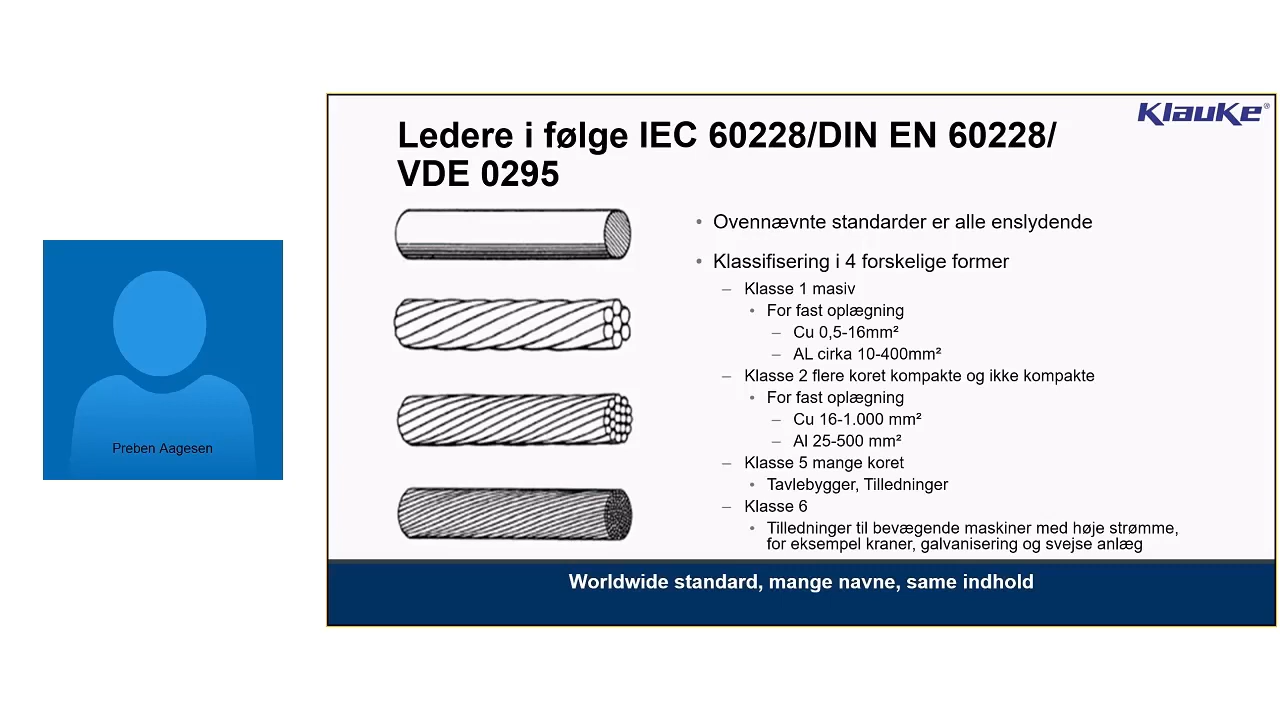 Klauke®
Ledere i følge IEC 60228/DIN EN 60228/
VDE 0295
• Ovennævnte standarder er alle enslydende
• Klassifisering i 4 forskelige former
– Klasse 1 masiv
• For fast oplægning
– Cu 0,5-16mm²
– AL cirka 10-400mm²
– Klasse 2 flere koret kompakte og ikke kompakte
• For fast oplægning
– Cu 16-1.000 mm²
– Al 25-500 mm²
– Klasse 5 mange koret
• Tavlebygger, Tilledninger
– Klasse 6
• Tilledninger til bevægende maskiner med høje strømme,
for eksempel kraner, galvanisering og svejse anlæg
Worldwide standard, mange navne, same indhold
Preben Aagesen